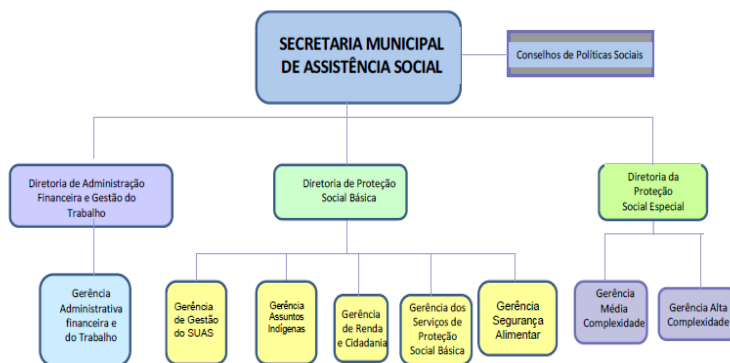 SECRETARIA MUNICIPAL
DE ASSISTÊNCIA SOCIAL
Conselhos de Políticas Sociais
Diretoria de Administração
Financeira e Gestão do
Trabalho
Diretoria de Proteção
Social Básica
Diretoria da
Proteção
Social Especial
Gerência
Administrativa
financeira e
do Trabalho
Gerência
de Gestão
do SUAS
Gerência
Assuntos
Indígenas
Gerência
de Renda e
Cidadania
Gerência dos
Serviços de
Proteção
Social Básica
Gerência
Segurança
Alimentar
Gerência
Média
Complexidade
Gerência Alta
Complexidade